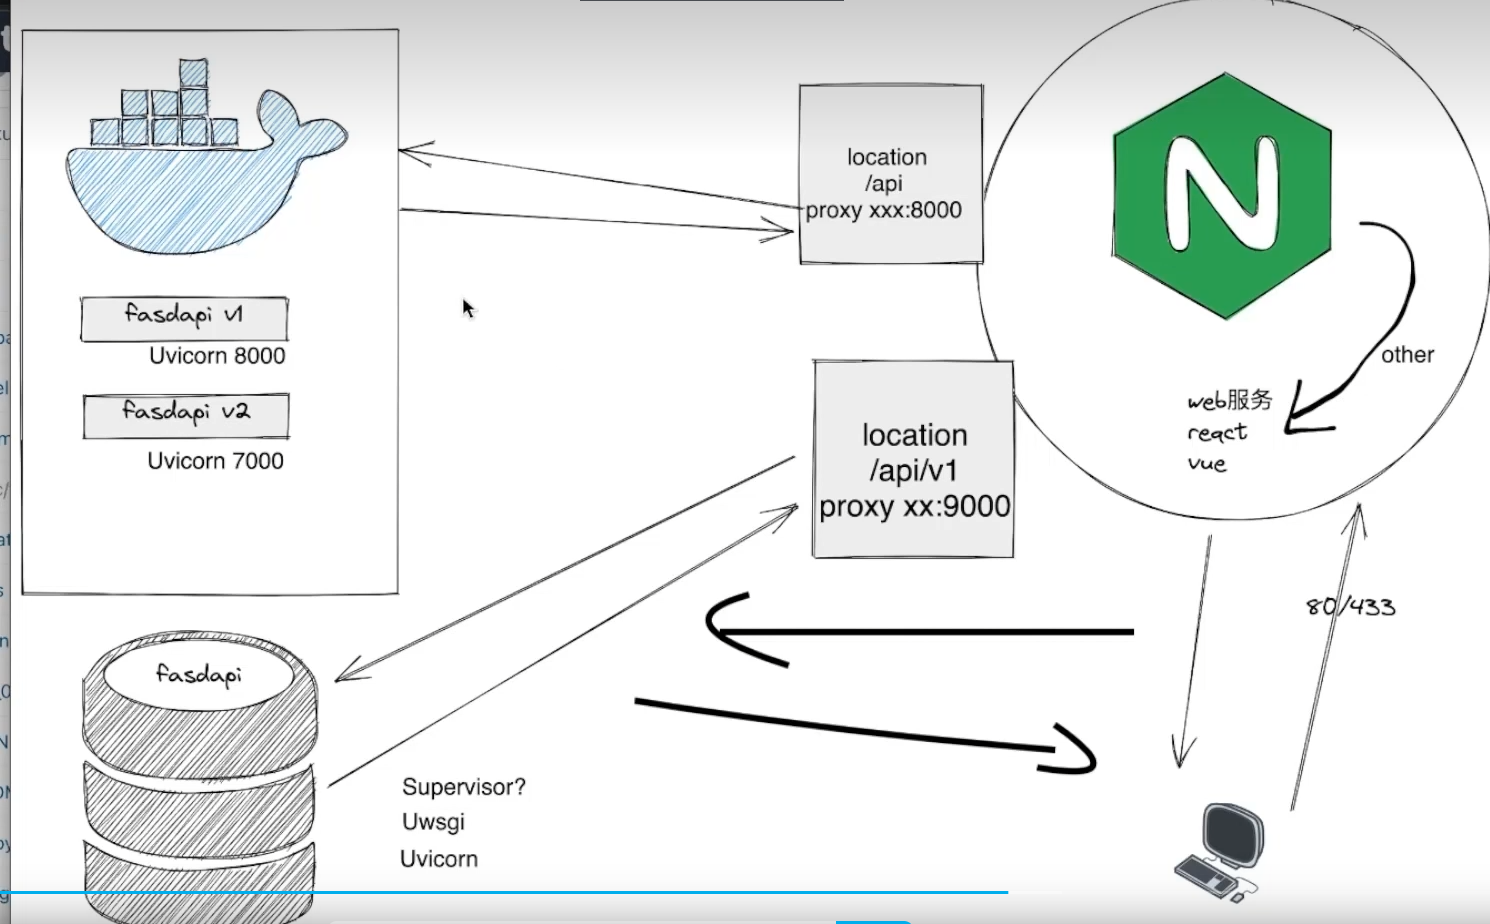 location
/api
proxy xxx:8000
N
fasdapi v1
Uvicorn 8000
fasdapi v2
Uvicorn 7000
other
web服务
react
vue
location
/api/v1
proxy xx:9000
80/433
fasdapi
Supervisor?
Uwsgi
Uvicorn